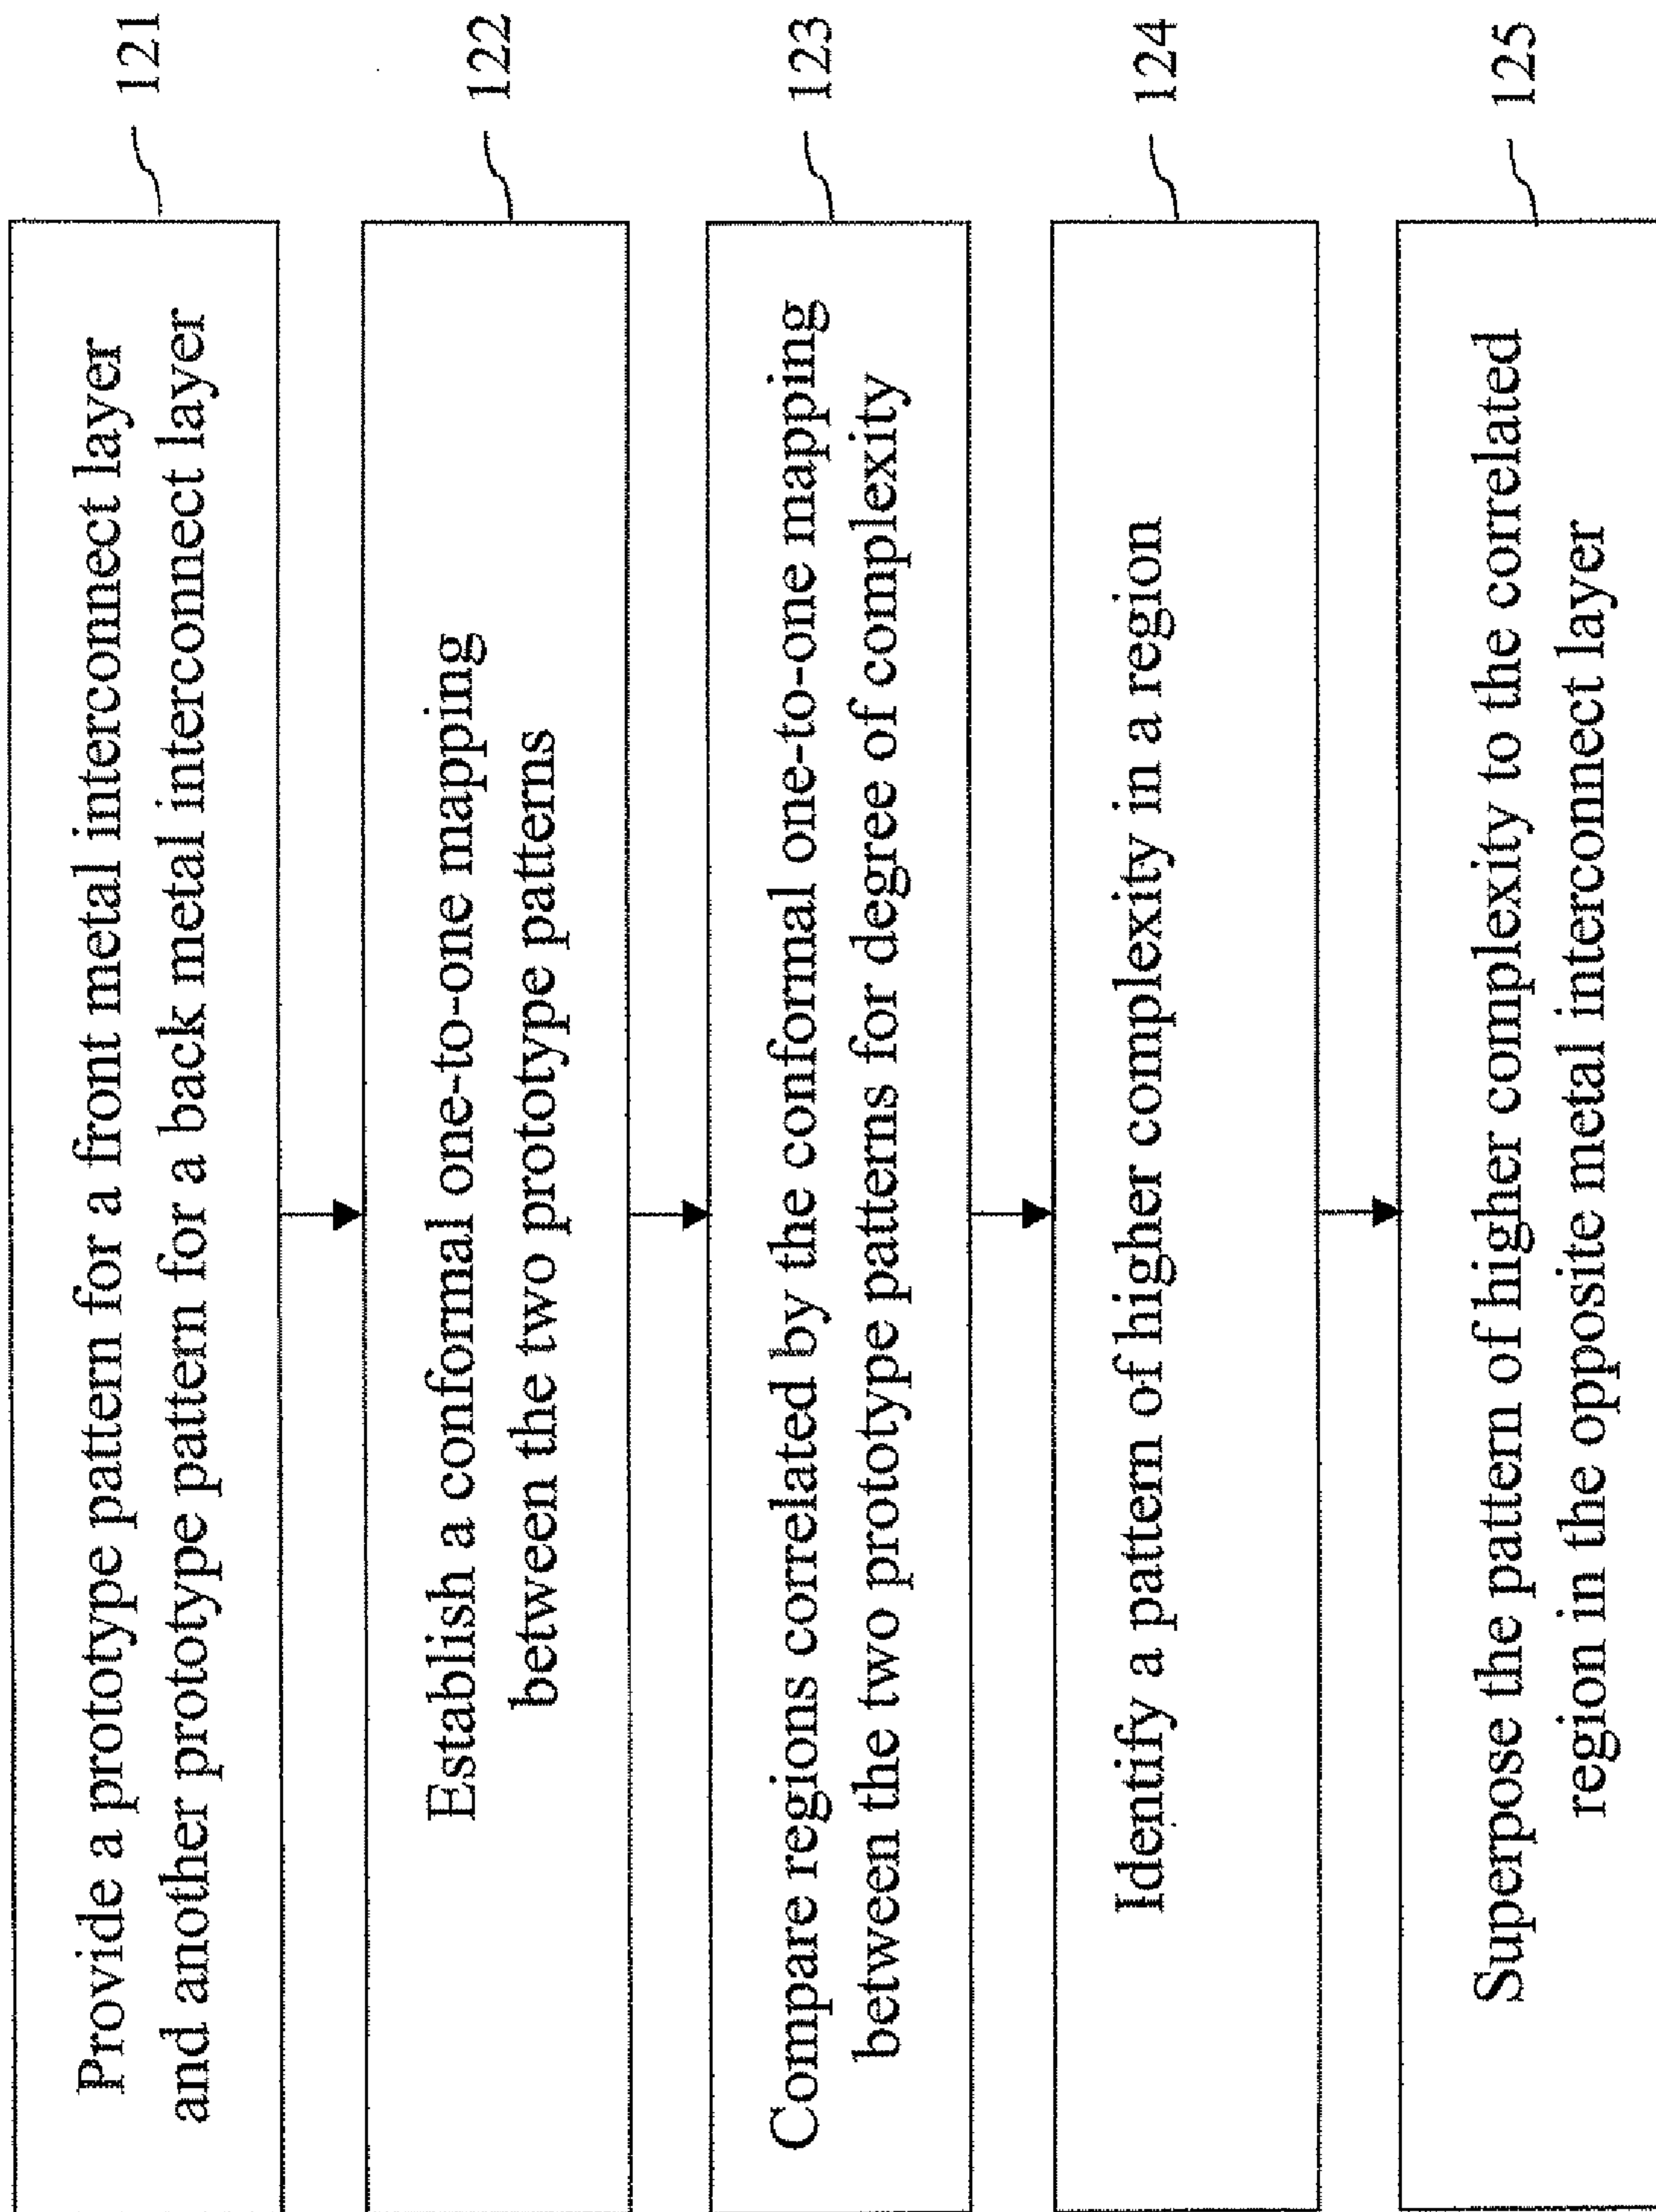 Provide a prototype pattern for a front metal interconnect layer
and another prototype pattern for a back metal interconnect layer
121
Establish a conformal one-to-one mapping
between the two prototype patterns
122
Compare regions correlated by the conformal one-to-one mapping
between the two prototype patterns for degree of complexity
123
Identify a pattern of higher complexity in a region
124
Superpose the pattern of higher complexity to the correlated
region in the opposite metal interconnect layer
125